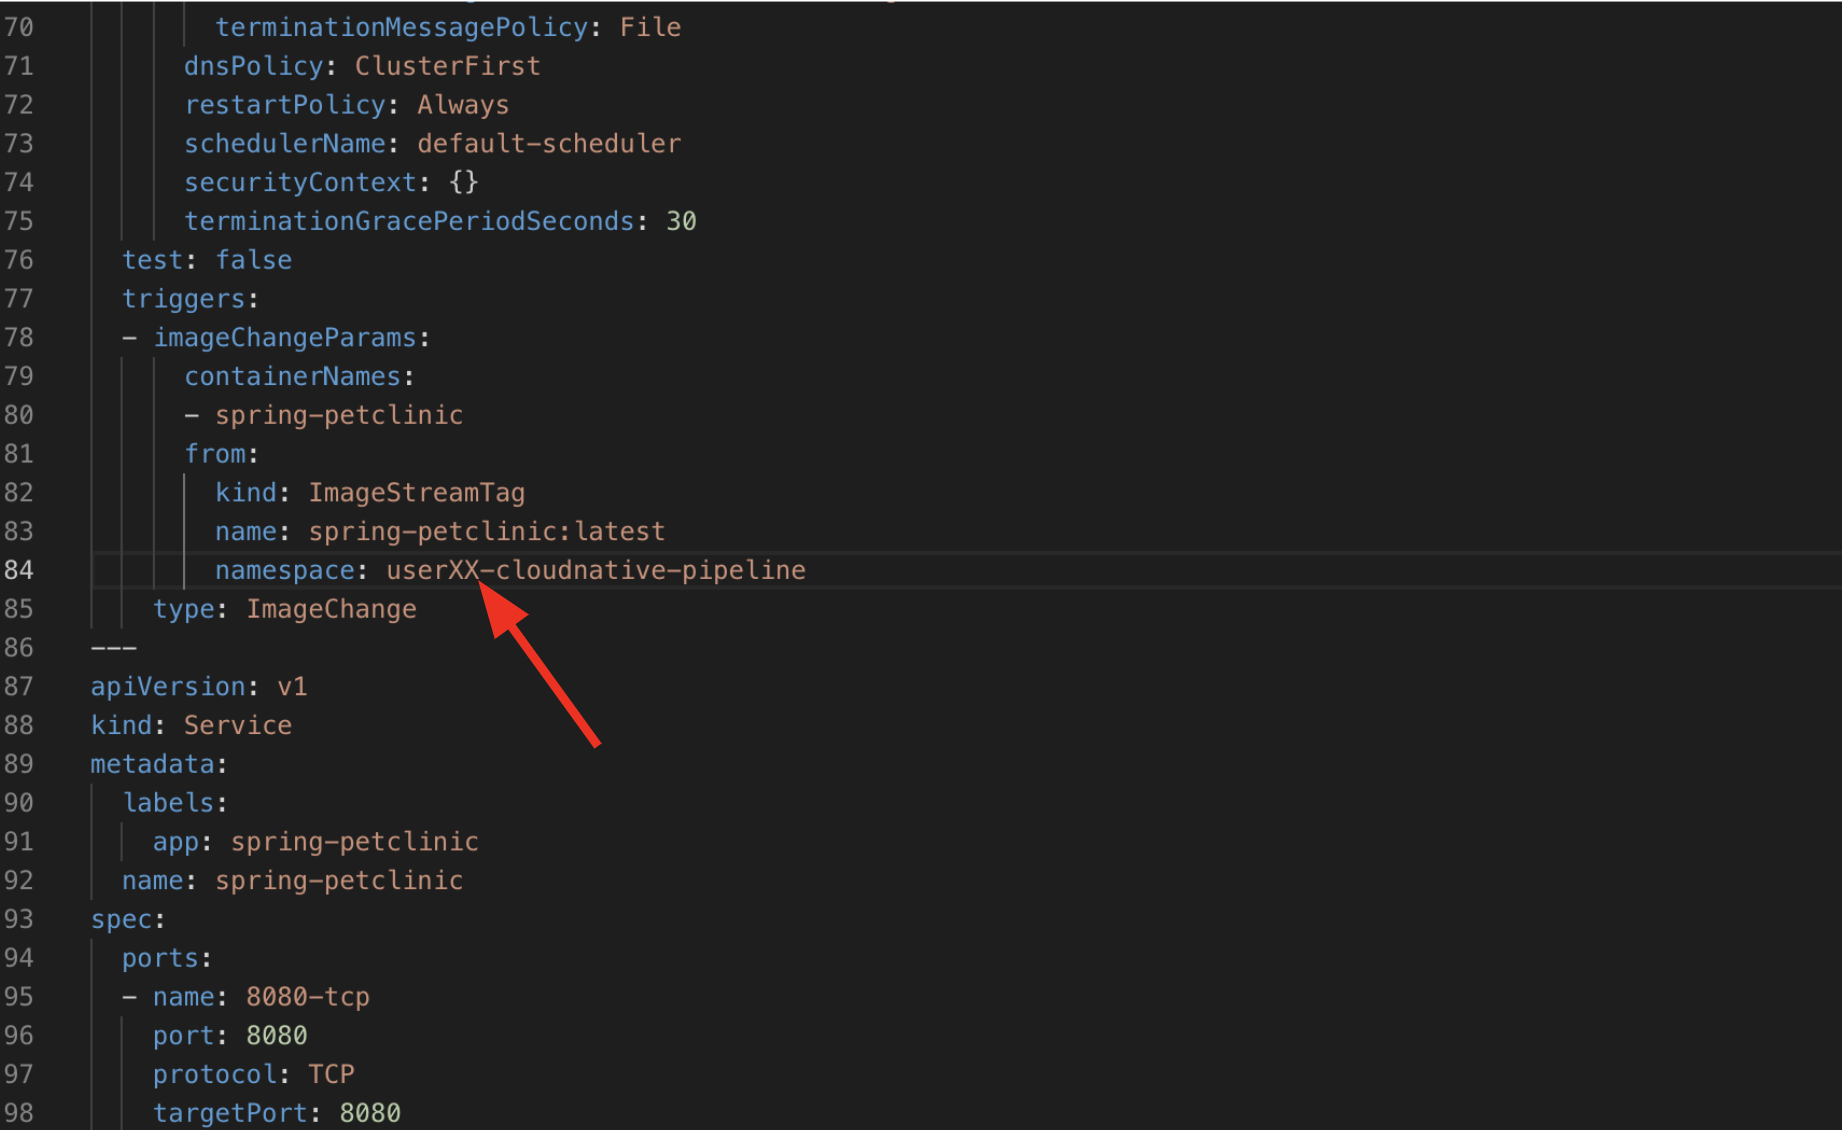 70 terminationMessagePolicy: File
71 dnsPolicy: ClusterFirst
72 restartPolicy: Always
73 schedulerName: default-scheduler
74 securityContext: {}
75 terminationGracePeriodSeconds: 30
76 test: false
77 triggers:
78 - imageChangeParams:
79 containerNames:
80 - spring-petclinic
81 from:
82 kind: ImageStreamTag
83 name: spring-petclinic:latest
84 namespace: userXX-cloudnative-pipeline
85 type: ImageChange
86 ---
87 apiVersion: v1
88 kind: Service
89 metadata:
90 labels:
91 app: spring-petclinic
92 name: spring-petclinic
93 spec:
94 ports:
95 - name: 8080-tcp
96 port: 8080
97 protocol: TCP
98 targetPort: 8080